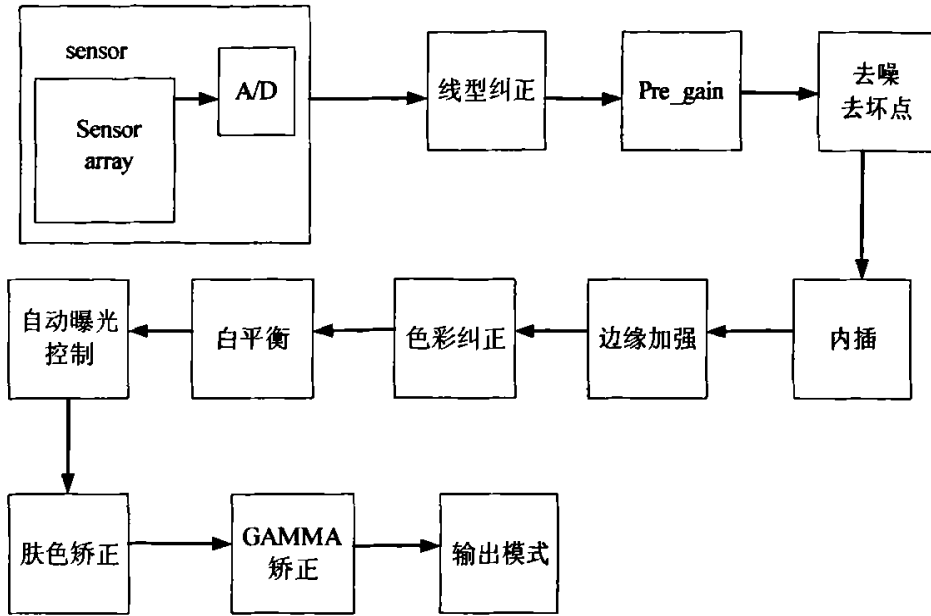 sensor
Sensor
array
A/D
线型纠正
Pre_gain
去噪
去坏点
内插
边缘加强
色彩纠正
白平衡
自动曝光
控制
肤色矫正
GAMMA
矫正
输出模式